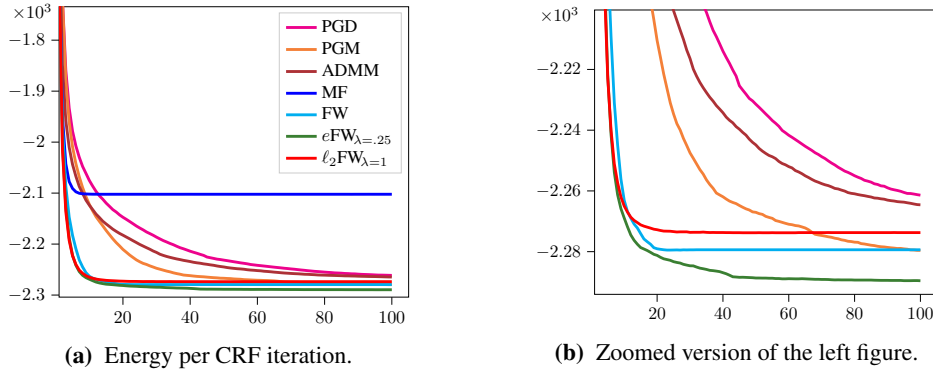 ×10³
−1.8
−1.9
−2
−2.1
−2.2
−2.3
20
40
60
80
100
PGD
PGM
ADMM
MF
FW
eFWλ=.25
ℓ₂FWλ=1
(a) Energy per CRF iteration.
×10³
−2.22
−2.24
−2.26
−2.28
20
40
60
80
100
(b) Zoomed version of the left figure.